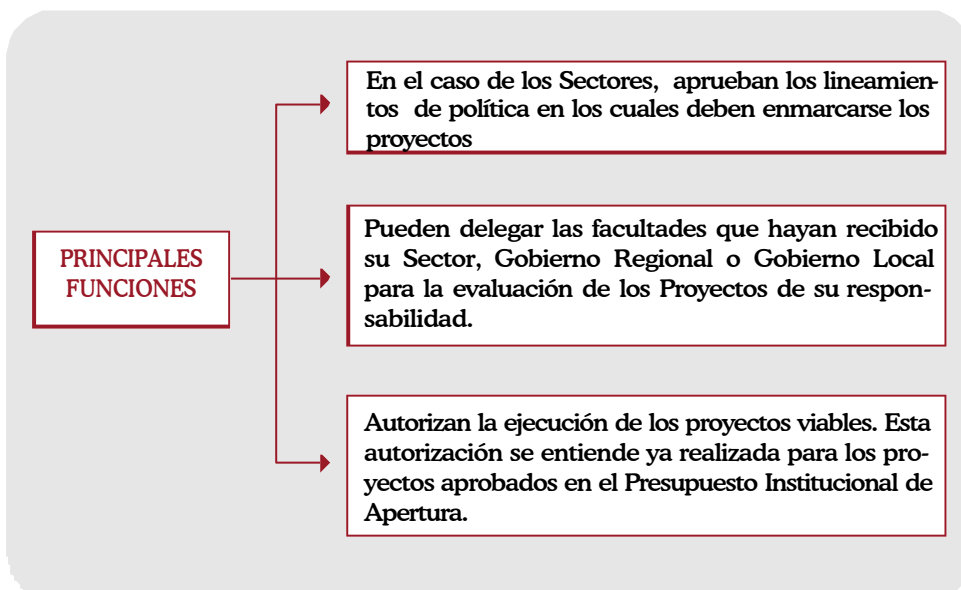 En el caso de los Sectores, aprueban los lineamien-
tos de política en los cuales deben enmarcarse los
proyectos
PRINCIPALES
FUNCIONES
Pueden delegar las facultades que hayan recibido
su Sector, Gobierno Regional o Gobierno Local
para la evaluación de los Proyectos de su respon-
sabilidad.
Autorizan la ejecución de los proyectos viables. Esta
autorización se entiende ya realizada para los pro-
yectos aprobados en el Presupuesto Institucional de
Apertura.